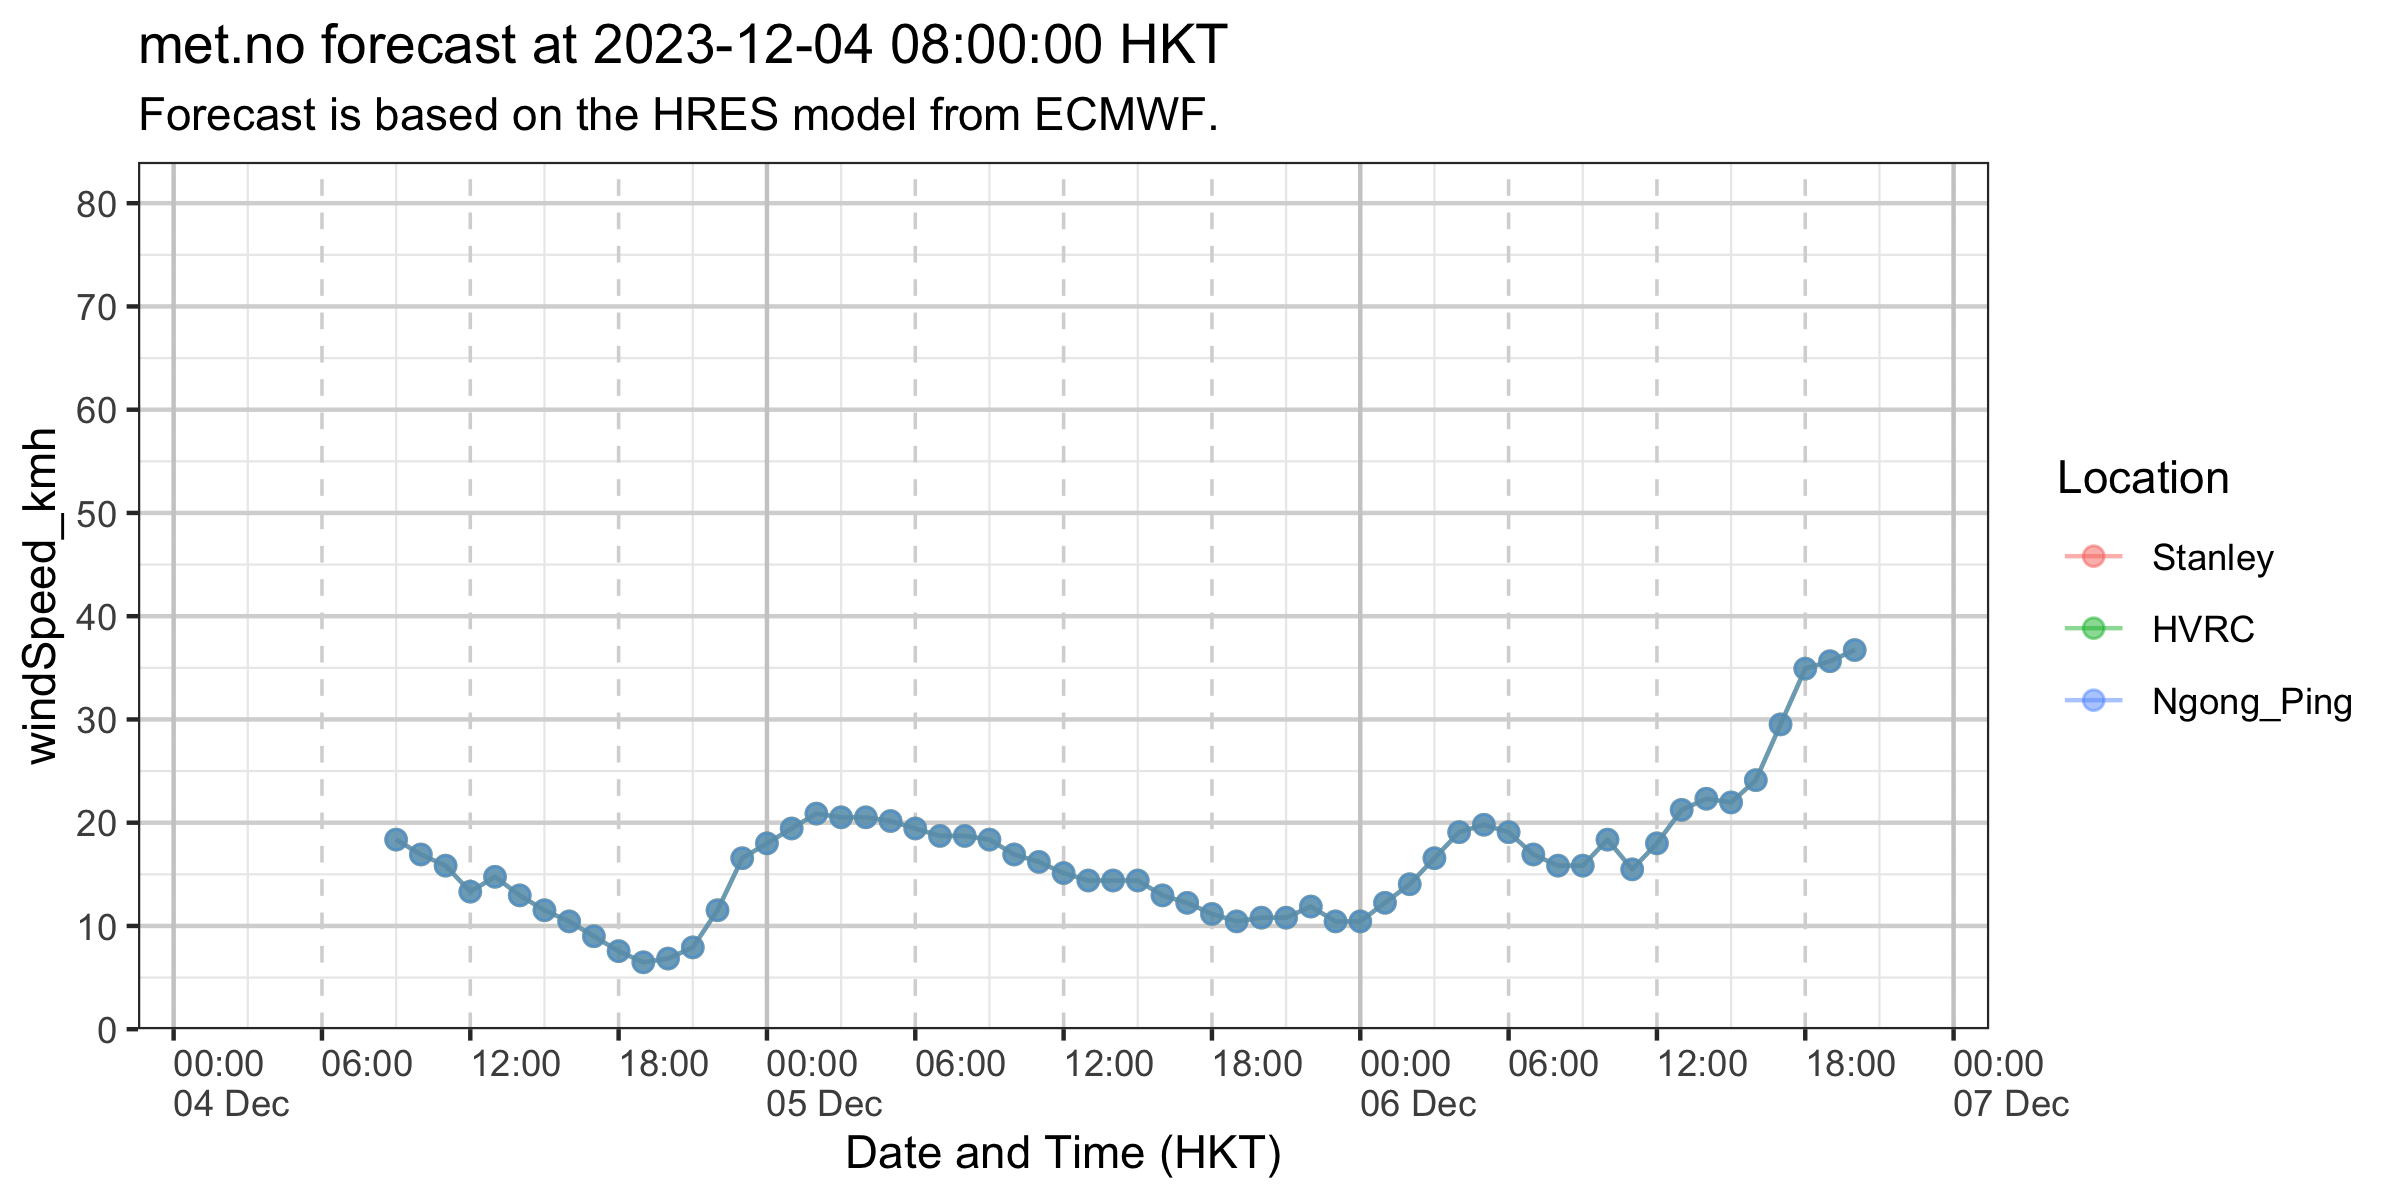 met.no forecast at 2023-12-04 08:00:00 HKT
Forecast is based on the HRES model from ECMWF.
windSpeed_kmh
80
70
60
50
40
30
20
10
0
00:00 06:00 12:00 18:00 00:00 06:00 12:00 18:00 00:00 06:00 12:00 18:00 00:00
04 Dec 05 Dec 06 Dec 07 Dec
Date and Time (HKT)
Location
Stanley
HVRC
Ngong_Ping